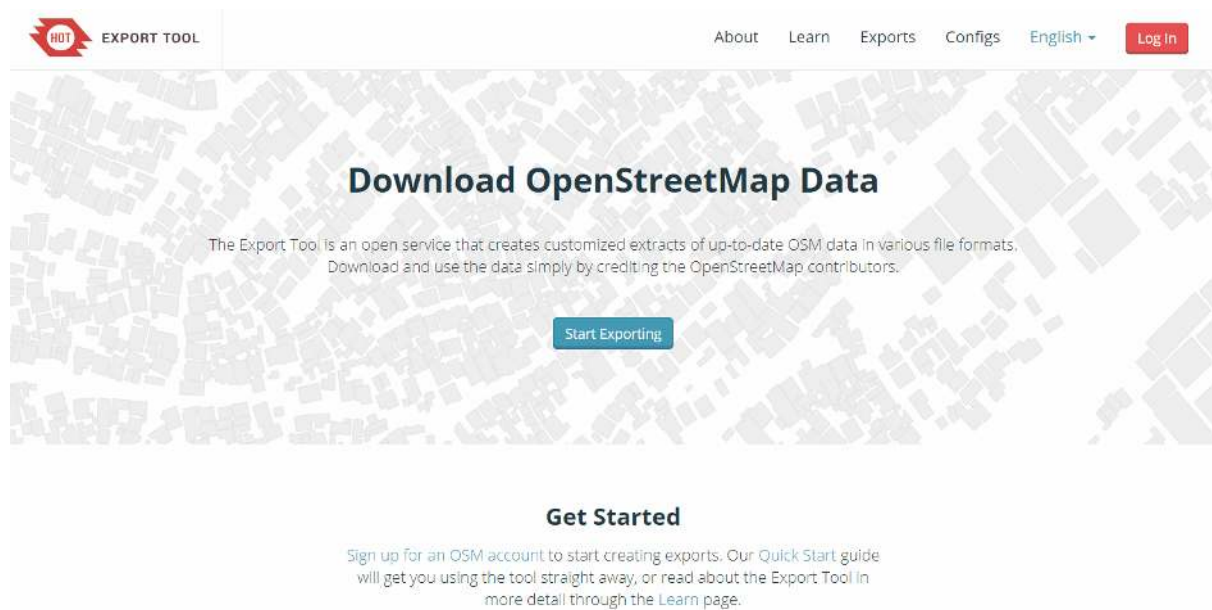 HOT EXPORT TOOL About Learn Exports Configs English Log In
Download OpenStreetMap Data
The Export Tool is an open service that creates customized extracts of up-to-date OSM data in various file formats.
Download and use the data simply by crediting the OpenStreetMap contributors.
Start Exporting
Get Started
Sign up for an OSM account to start creating exports. Our Quick Start guide
will get you using the tool straight away, or read about the Export Tool in
more detail through the Learn page.